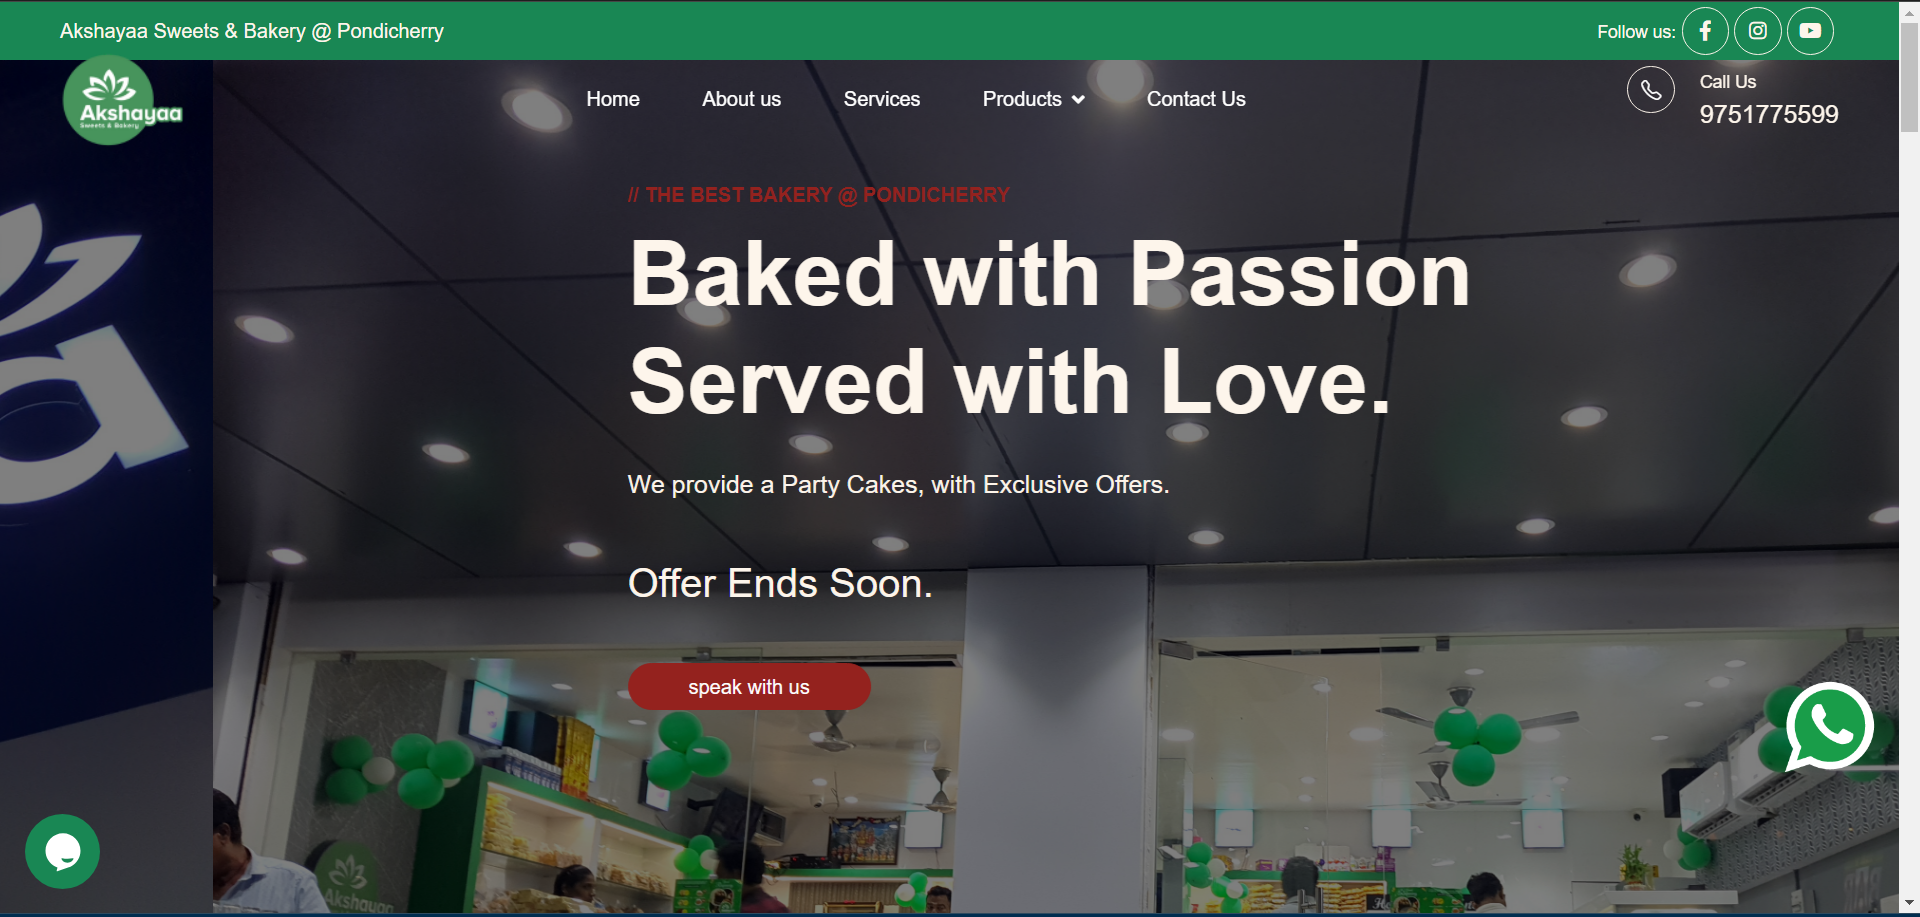 Akshayaa Sweets & Bakery @ Pondicherry
Follow us:
Akshayaa
Sweets & Bakery
Home
About us
Services
Products
Contact Us
Call Us
9751775599
// THE BEST BAKERY @ PONDICHERRY
Baked with Passion
Served with Love.
We provide a Party Cakes, with Exclusive Offers.
Offer Ends Soon.
speak with us
a
Akshayaa